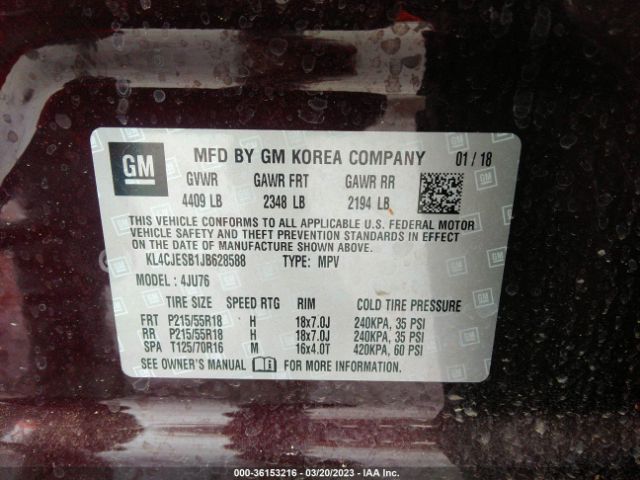 GM
MFD BY GM KOREA COMPANY 01 / 18
GVWR GAWR FRT GAWR RR
4409 LB 2348 LB 2194 LB
THIS VEHICLE CONFORMS TO ALL APPLICABLE U.S. FEDERAL MOTOR
VEHICLE SAFETY AND THEFT PREVENTION STANDARDS IN EFFECT
ON THE DATE OF MANUFACTURE SHOWN ABOVE.
KL4CJESB1JB628588 TYPE: MPV
MODEL : 4JU76
TIRE SIZE SPEED RTG RIM COLD TIRE PRESSURE
FRT P215/55R18 H 18x7.0J 240KPA, 35 PSI
RR P215/55R18 H 18x7.0J 240KPA, 35 PSI
SPA T125/70R16 M 16x4.0T 420KPA, 60 PSI
SEE OWNER'S MANUAL FOR MORE INFORMATION.
000-36153216 - 03/20/2023 - IAA Inc.